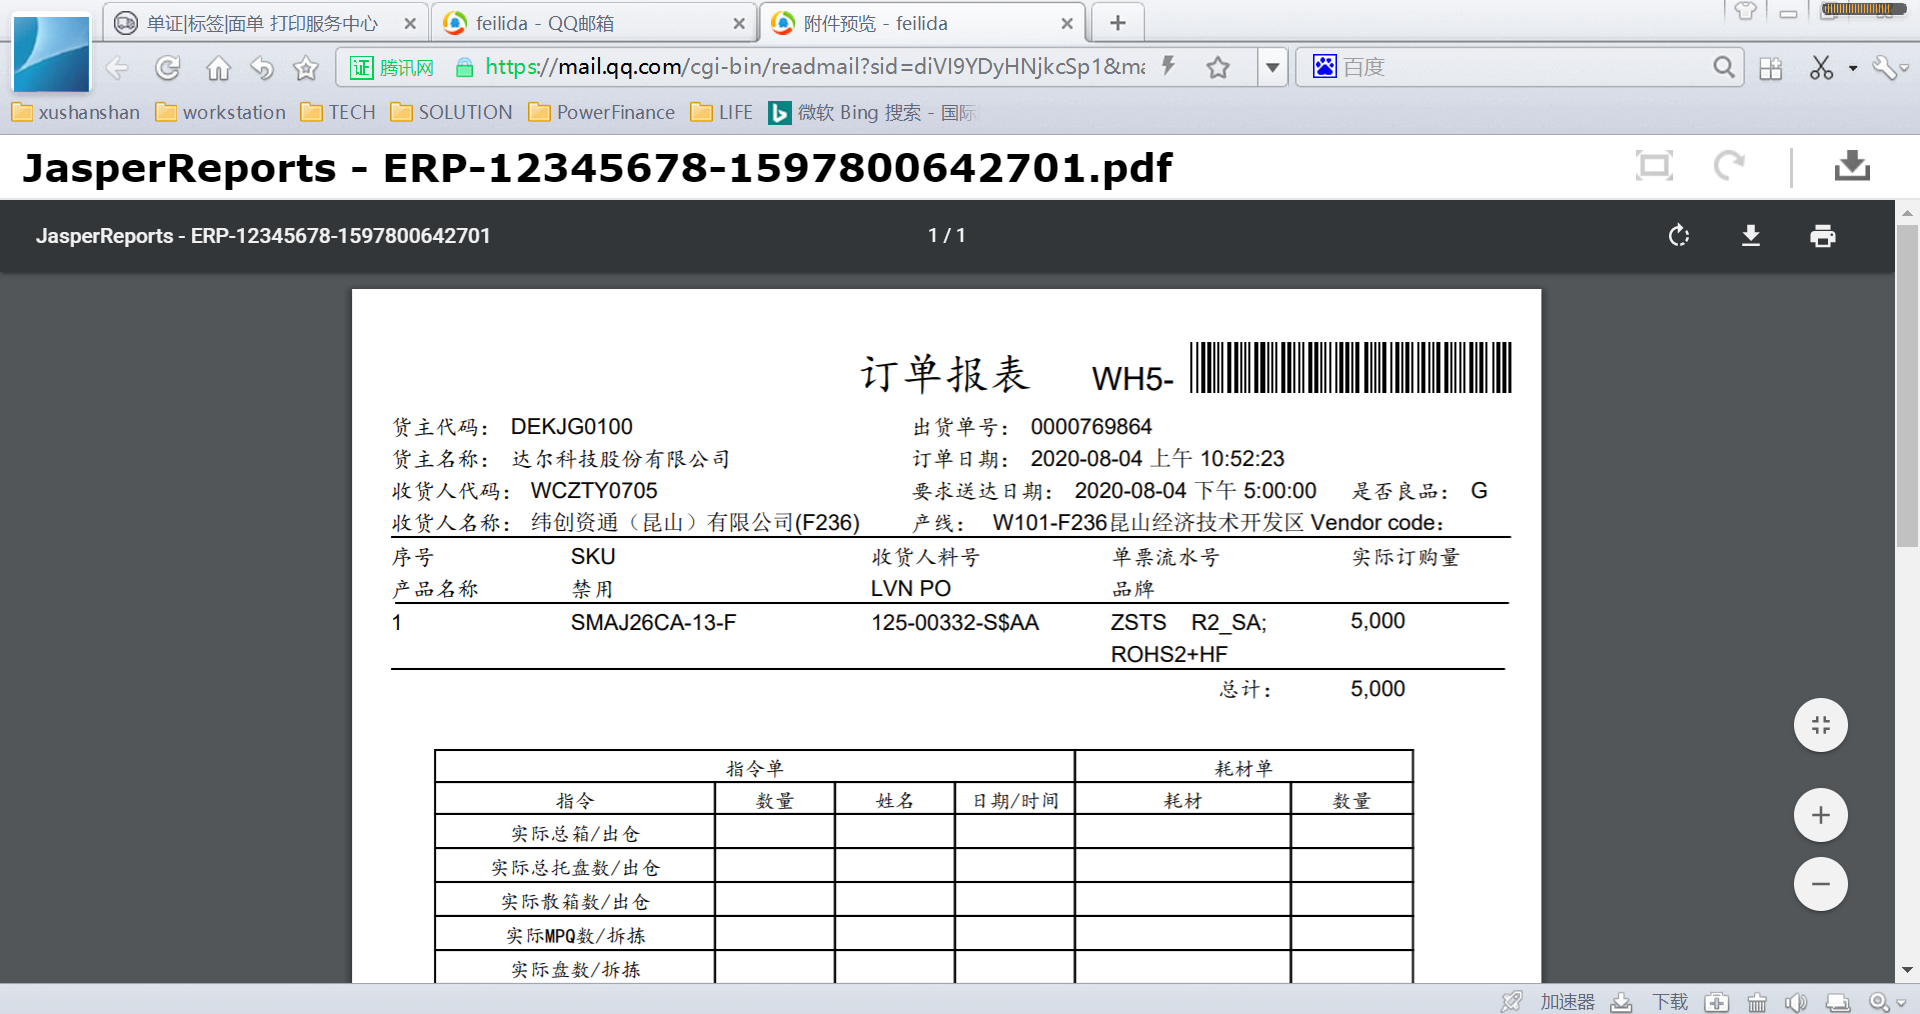 单证|标签|面单 打印服务中心
feilida - QQ邮箱
附件预览 - feilida
证 腾讯网 https://mail.qq.com/cgi-bin/readmail?sid=diVI9YDyHNjkcSp1&ma
百度
xushanshan workstation TECH SOLUTION PowerFinance LIFE 微软 Bing 搜索 - 国际
JasperReports - ERP-12345678-1597800642701.pdf
JasperReports - ERP-12345678-1597800642701 1 / 1
订单报表 WH5-
货主代码： DEKJG0100 出货单号： 0000769864
货主名称： 达尔科技股份有限公司 订单日期： 2020-08-04 上午 10:52:23
收货人代码： WCZTY0705 要求送达日期： 2020-08-04 下午 5:00:00 是否良品： G
收货人名称： 纬创资通（昆山）有限公司(F236) 产线： W101-F236昆山经济技术开发区 Vendor code：
序号 SKU 收货人料号 单票流水号 实际订购量
产品名称 禁用 LVN PO 品牌
1 SMAJ26CA-13-F 125-00332-S$AA ZSTS R2_SA; 5,000
ROHS2+HF
总计： 5,000
指令单 耗材单
指令 数量 姓名 日期/时间 耗材 数量
实际总箱/出仓
实际总托盘数/出仓
实际散箱数/出仓
实际MPQ数/拆拣
实际盘数/拆拣
加速器 下载